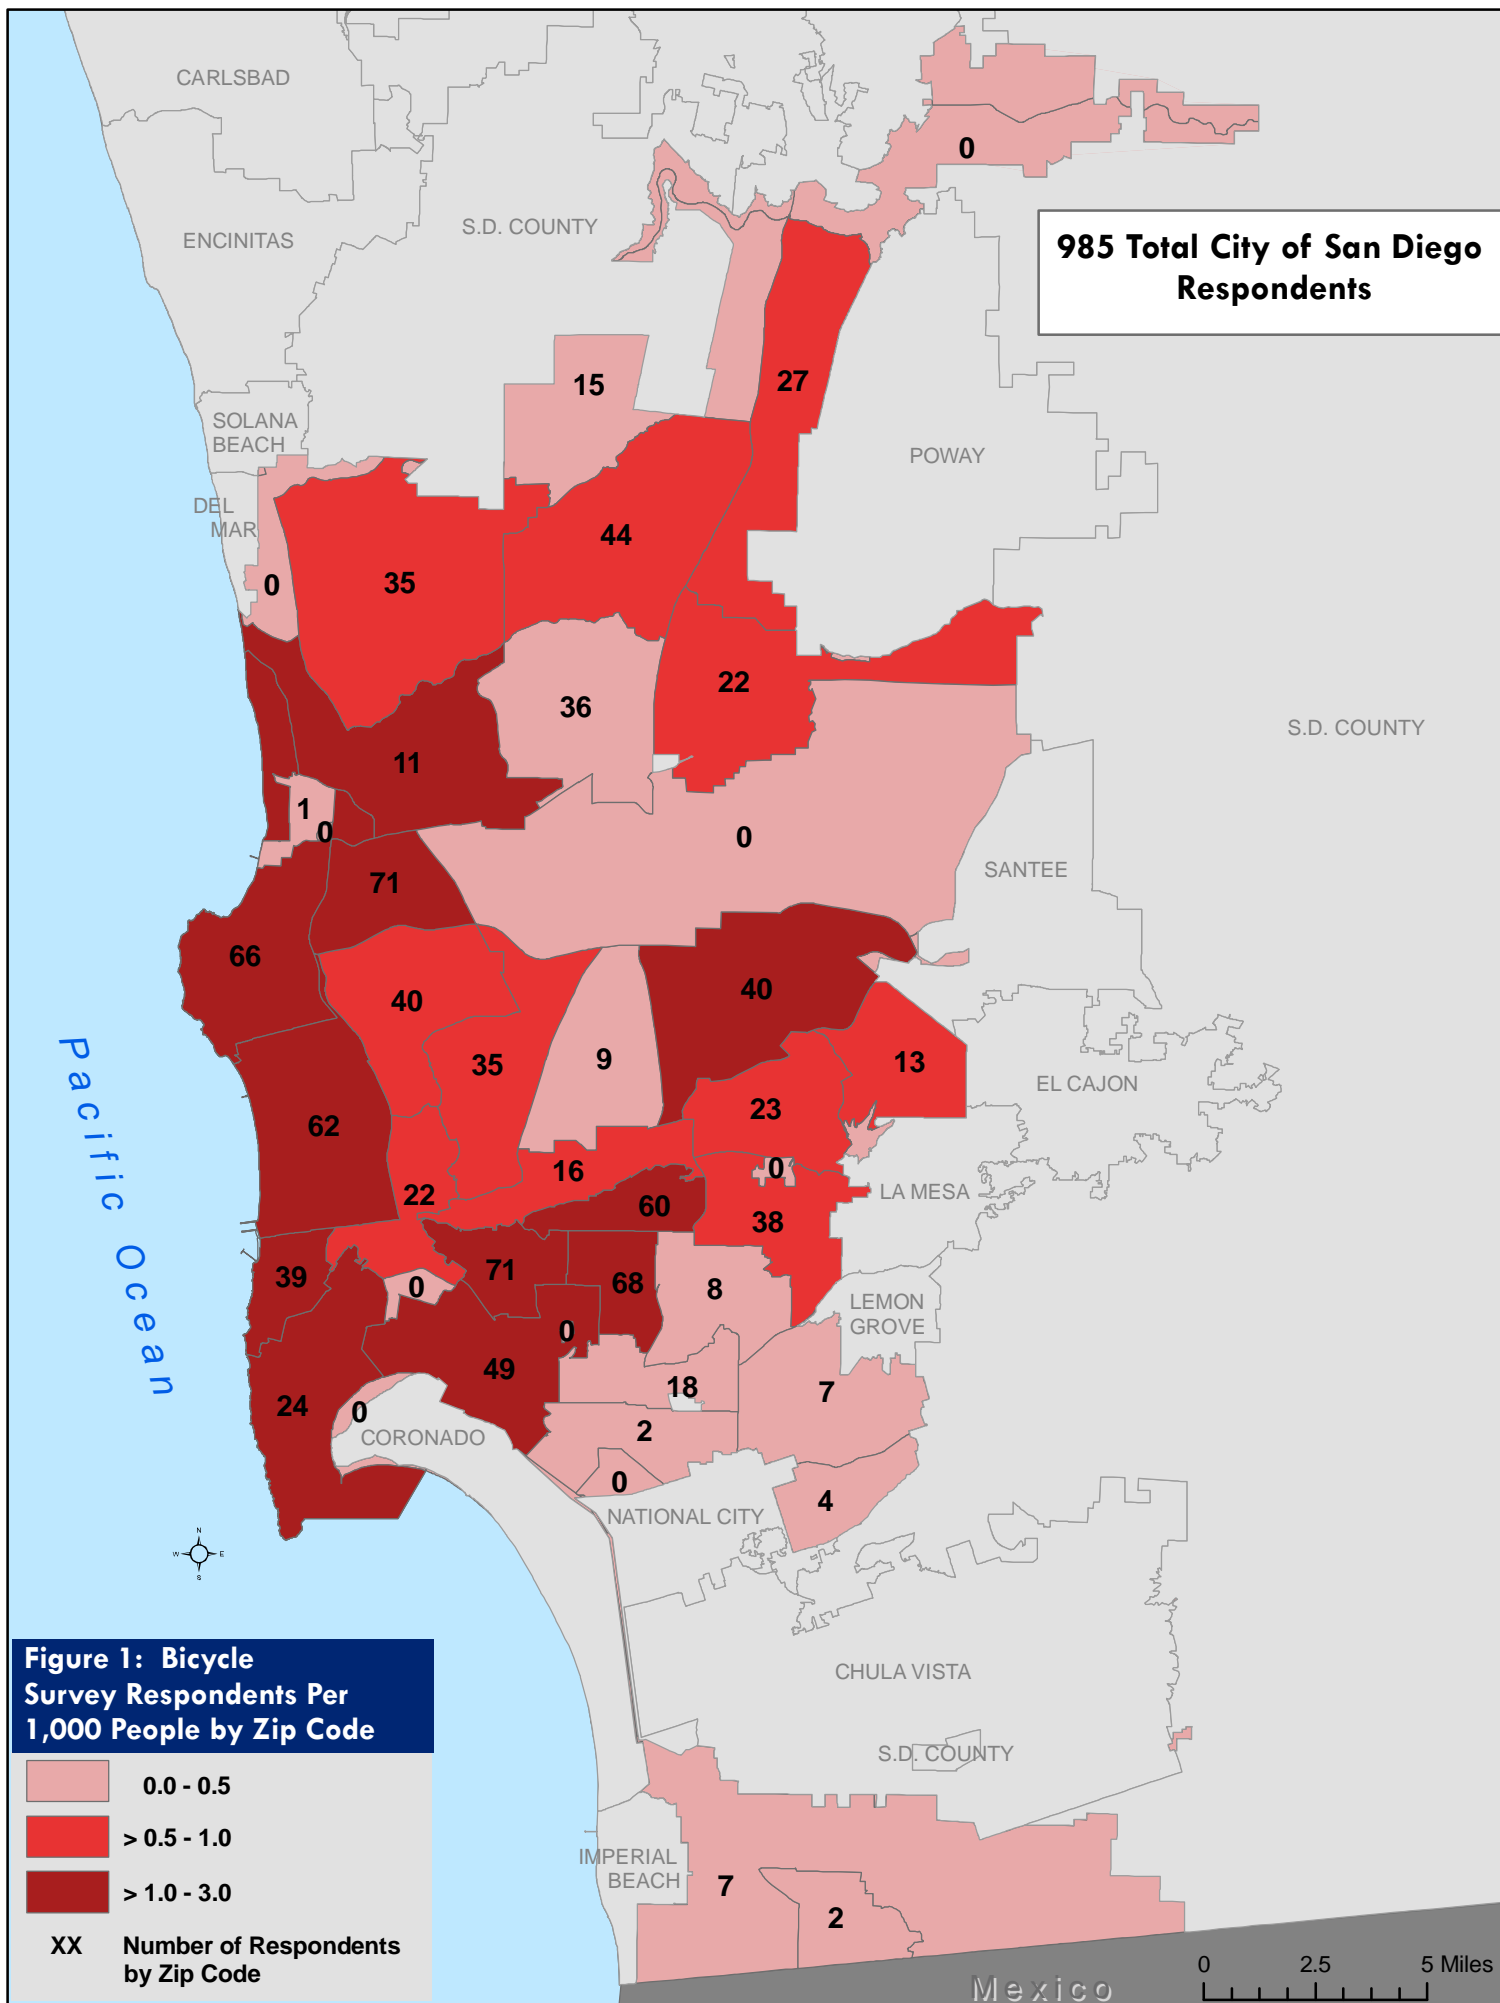 CARLSBAD
0
ENCINITAS
S.D. COUNTY
985 Total City of San Diego
Respondents
15
27
SOLANA
BEACH
POWAY
DEL
MAR
44
0
35
22
36
S.D. COUNTY
11
1
0
0
SANTEE
71
66
40
40
35
9
13
EL CAJON
23
62
16
0
22
60
38
LA MESA
39
0
71
68
8
LEMON
GROVE
0
49
18
7
24
0
CORONADO
2
0
4
NATIONAL CITY
Pacific Ocean
N
W E
S
CHULA VISTA
S.D. COUNTY
IMPERIAL
BEACH
7
2
Mexico
Figure 1: Bicycle
Survey Respondents Per
1,000 People by Zip Code
0.0 - 0.5
> 0.5 - 1.0
> 1.0 - 3.0
XX Number of Respondents
by Zip Code
0 2.5 5 Miles